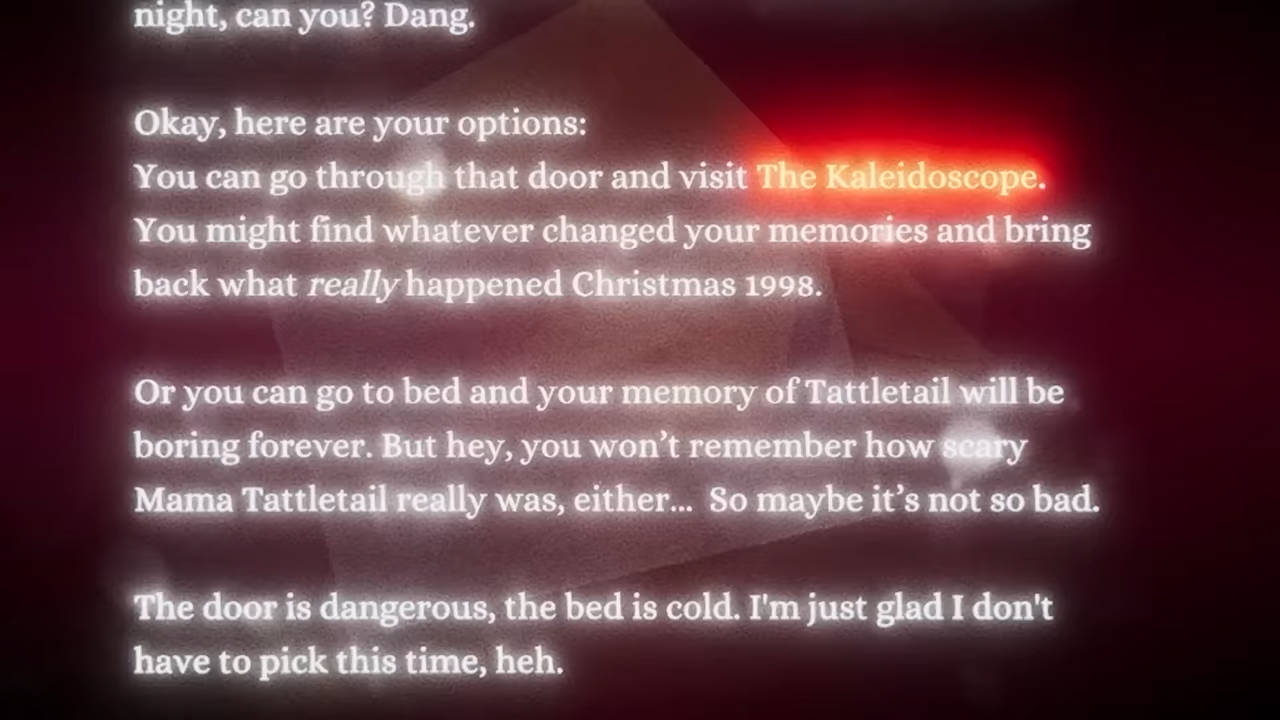 night, can you? Dang.
Okay, here are your options:
You can go through that door and visit The Kaleidoscope.
You might find whatever changed your memories and bring
back what really happened Christmas 1998.
Or you can go to bed and your memory of Tattletail will be
boring forever. But hey, you won’t remember how scary
Mama Tattletail really was, either... So maybe it’s not so bad.
The door is dangerous, the bed is cold. I'm just glad I don't
have to pick this time, heh.